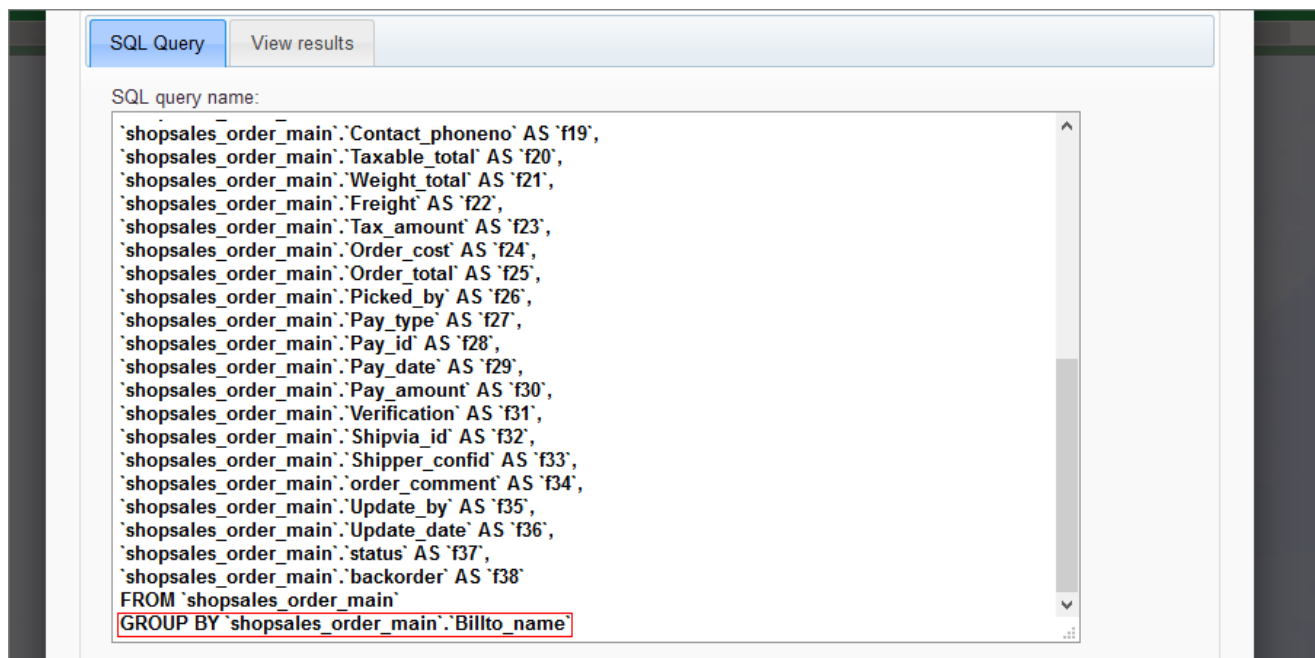 SQL Query
View results
SQL query name:
`shopsales_order_main`.`Contact_phoneno` AS `f19`,
`shopsales_order_main`.`Taxable_total` AS `f20`,
`shopsales_order_main`.`Weight_total` AS `f21`,
`shopsales_order_main`.`Freight` AS `f22`,
`shopsales_order_main`.`Tax_amount` AS `f23`,
`shopsales_order_main`.`Order_cost` AS `f24`,
`shopsales_order_main`.`Order_total` AS `f25`,
`shopsales_order_main`.`Picked_by` AS `f26`,
`shopsales_order_main`.`Pay_type` AS `f27`,
`shopsales_order_main`.`Pay_id` AS `f28`,
`shopsales_order_main`.`Pay_date` AS `f29`,
`shopsales_order_main`.`Pay_amount` AS `f30`,
`shopsales_order_main`.`Verification` AS `f31`,
`shopsales_order_main`.`Shipvia_id` AS `f32`,
`shopsales_order_main`.`Shipper_confid` AS `f33`,
`shopsales_order_main`.`order_comment` AS `f34`,
`shopsales_order_main`.`Update_by` AS `f35`,
`shopsales_order_main`.`Update_date` AS `f36`,
`shopsales_order_main`.`status` AS `f37`,
`shopsales_order_main`.`backorder` AS `f38`
FROM `shopsales_order_main`
GROUP BY `shopsales_order_main`.`Billto_name`